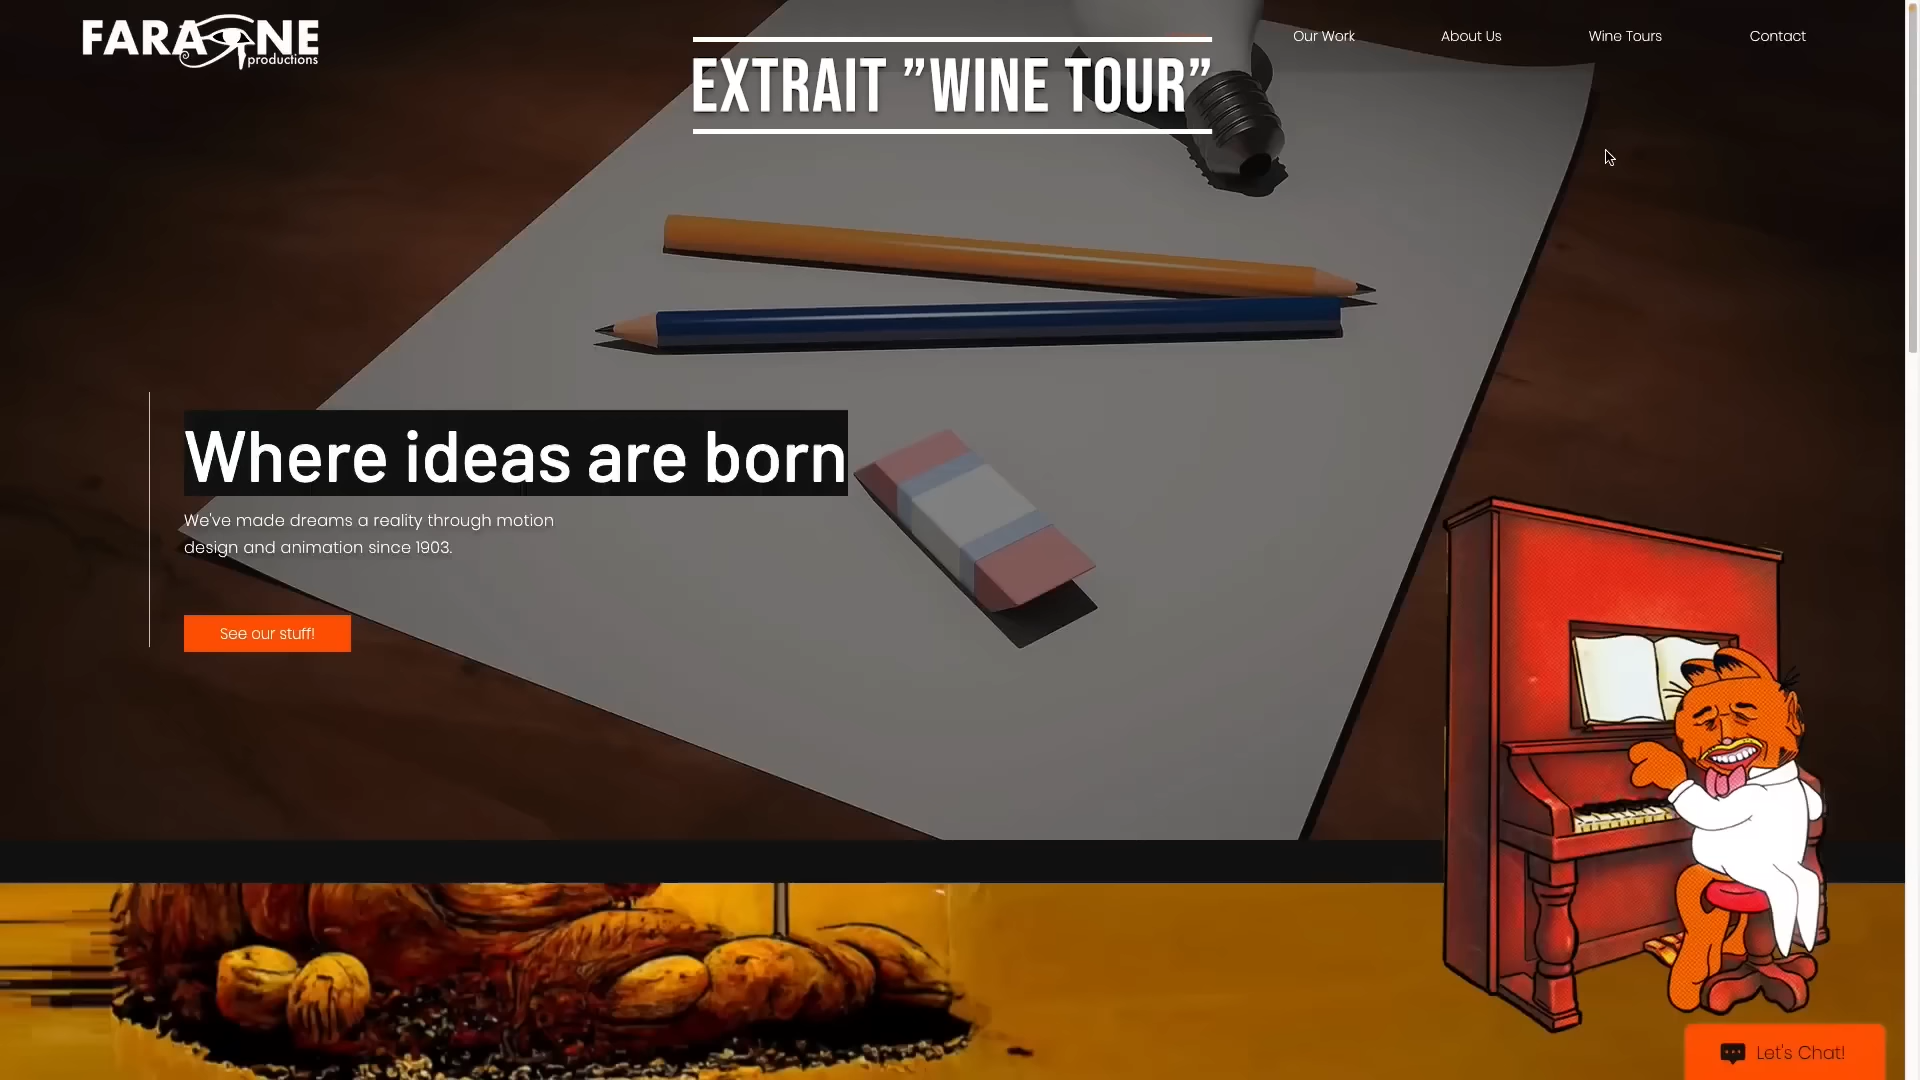 FARAONE
productions
Our Work
About Us
Wine Tours
Contact
EXTRAIT ”WINE TOUR”
Where ideas are born
We've made dreams a reality through motion
design and animation since 1903.
See our stuff!
Let's Chat!